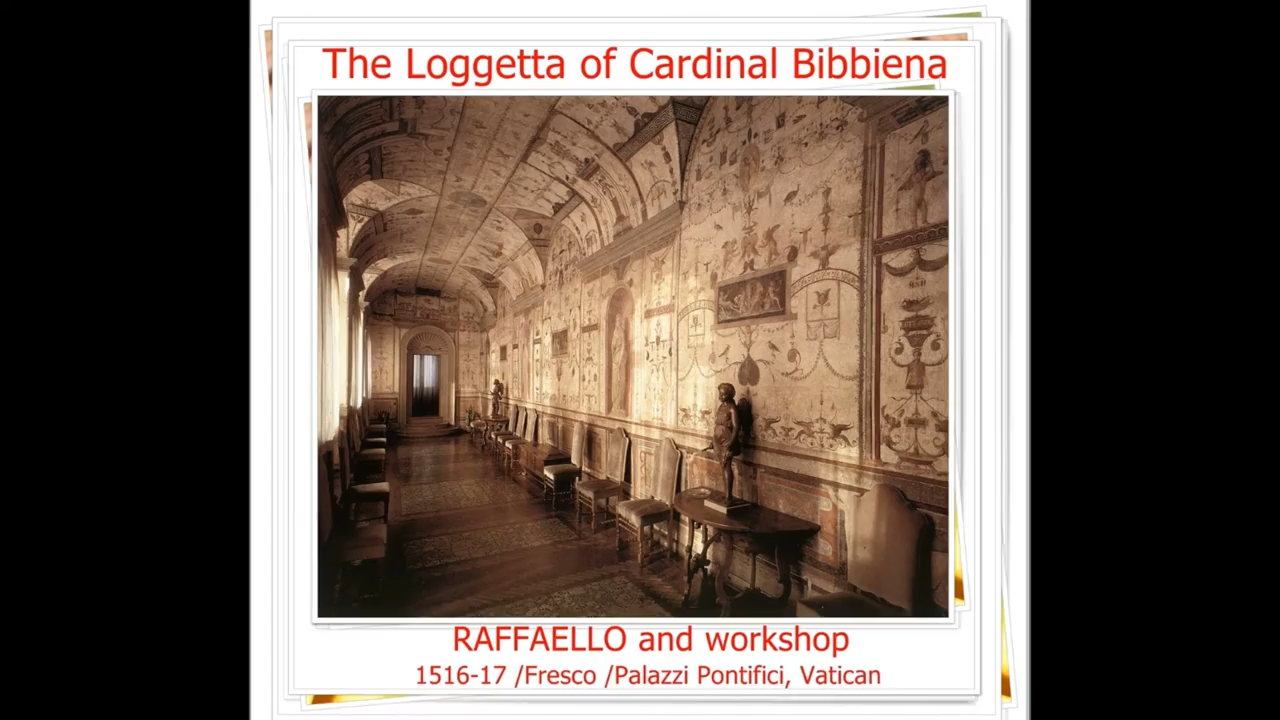 The Loggetta of Cardinal Bibbiena
RAFFAELLO and workshop
1516-17 /Fresco /Palazzi Pontifici, Vatican